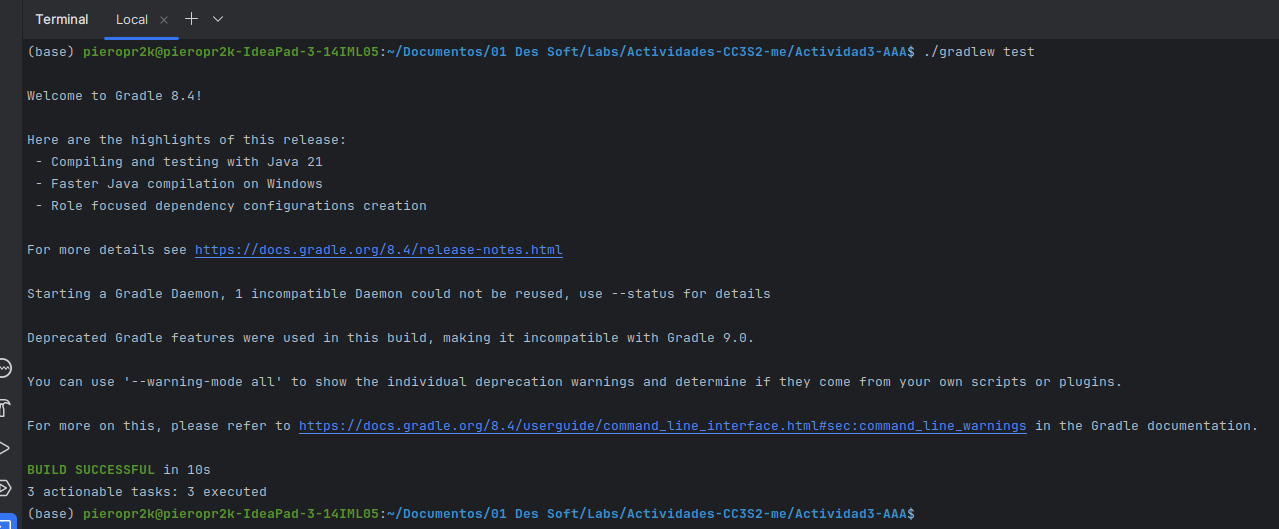 Terminal Local
(base) pieropr2k@pieropr2k-IdeaPad-3-14IML05:~/Documentos/01 Des Soft/Labs/Actividades-CC3S2-me/Actividad3-AAA$ ./gradlew test
Welcome to Gradle 8.4!
Here are the highlights of this release:
- Compiling and testing with Java 21
- Faster Java compilation on Windows
- Role focused dependency configurations creation
For more details see https://docs.gradle.org/8.4/release-notes.html
Starting a Gradle Daemon, 1 incompatible Daemon could not be reused, use --status for details
Deprecated Gradle features were used in this build, making it incompatible with Gradle 9.0.
You can use '--warning-mode all' to show the individual deprecation warnings and determine if they come from your own scripts or plugins.
For more on this, please refer to https://docs.gradle.org/8.4/userguide/command_line_interface.html#sec:command_line_warnings in the Gradle documentation.
BUILD SUCCESSFUL in 10s
3 actionable tasks: 3 executed
(base) pieropr2k@pieropr2k-IdeaPad-3-14IML05:~/Documentos/01 Des Soft/Labs/Actividades-CC3S2-me/Actividad3-AAA$